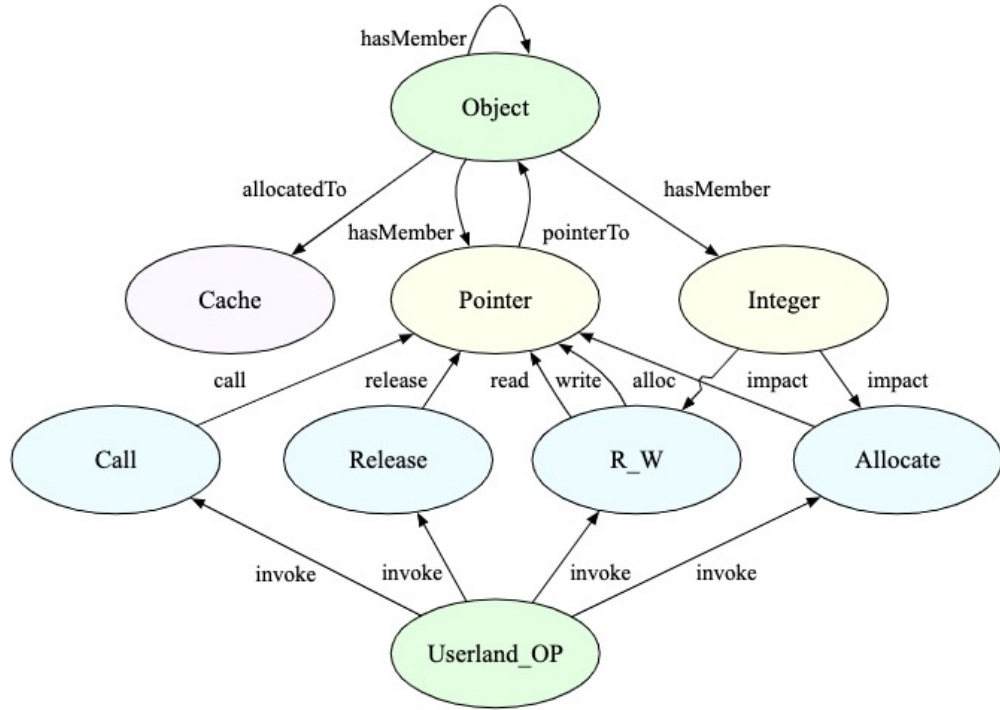 hasMember
Object
allocatedTo
hasMember
hasMember
pointerTo
Cache
Pointer
Integer
call
release
read
write
alloc
impact
impact
Call
Release
R_W
Allocate
invoke
invoke
invoke
invoke
Userland_OP